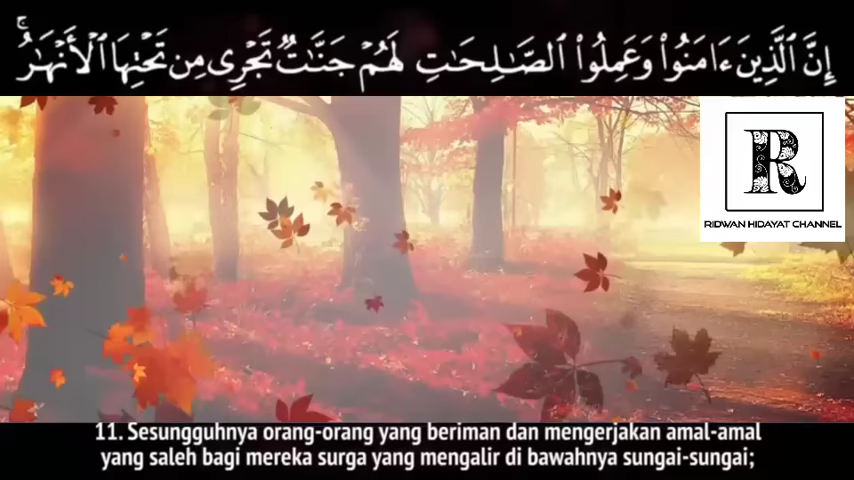 إِنَّ ٱلَّذِينَ ءَامَنُوا۟ وَعَمِلُوا۟ ٱلصَّـٰلِحَـٰتِ لَهُمْ جَنَّـٰتٌ تَجْرِى مِن تَحْتِهَا ٱلْأَنْهَـٰرُ ۚ
R
RIDWAN HIDAYAT CHANNEL
11. Sesungguhnya orang-orang yang beriman dan mengerjakan amal-amal
yang saleh bagi mereka surga yang mengalir di bawahnya sungai-sungai;